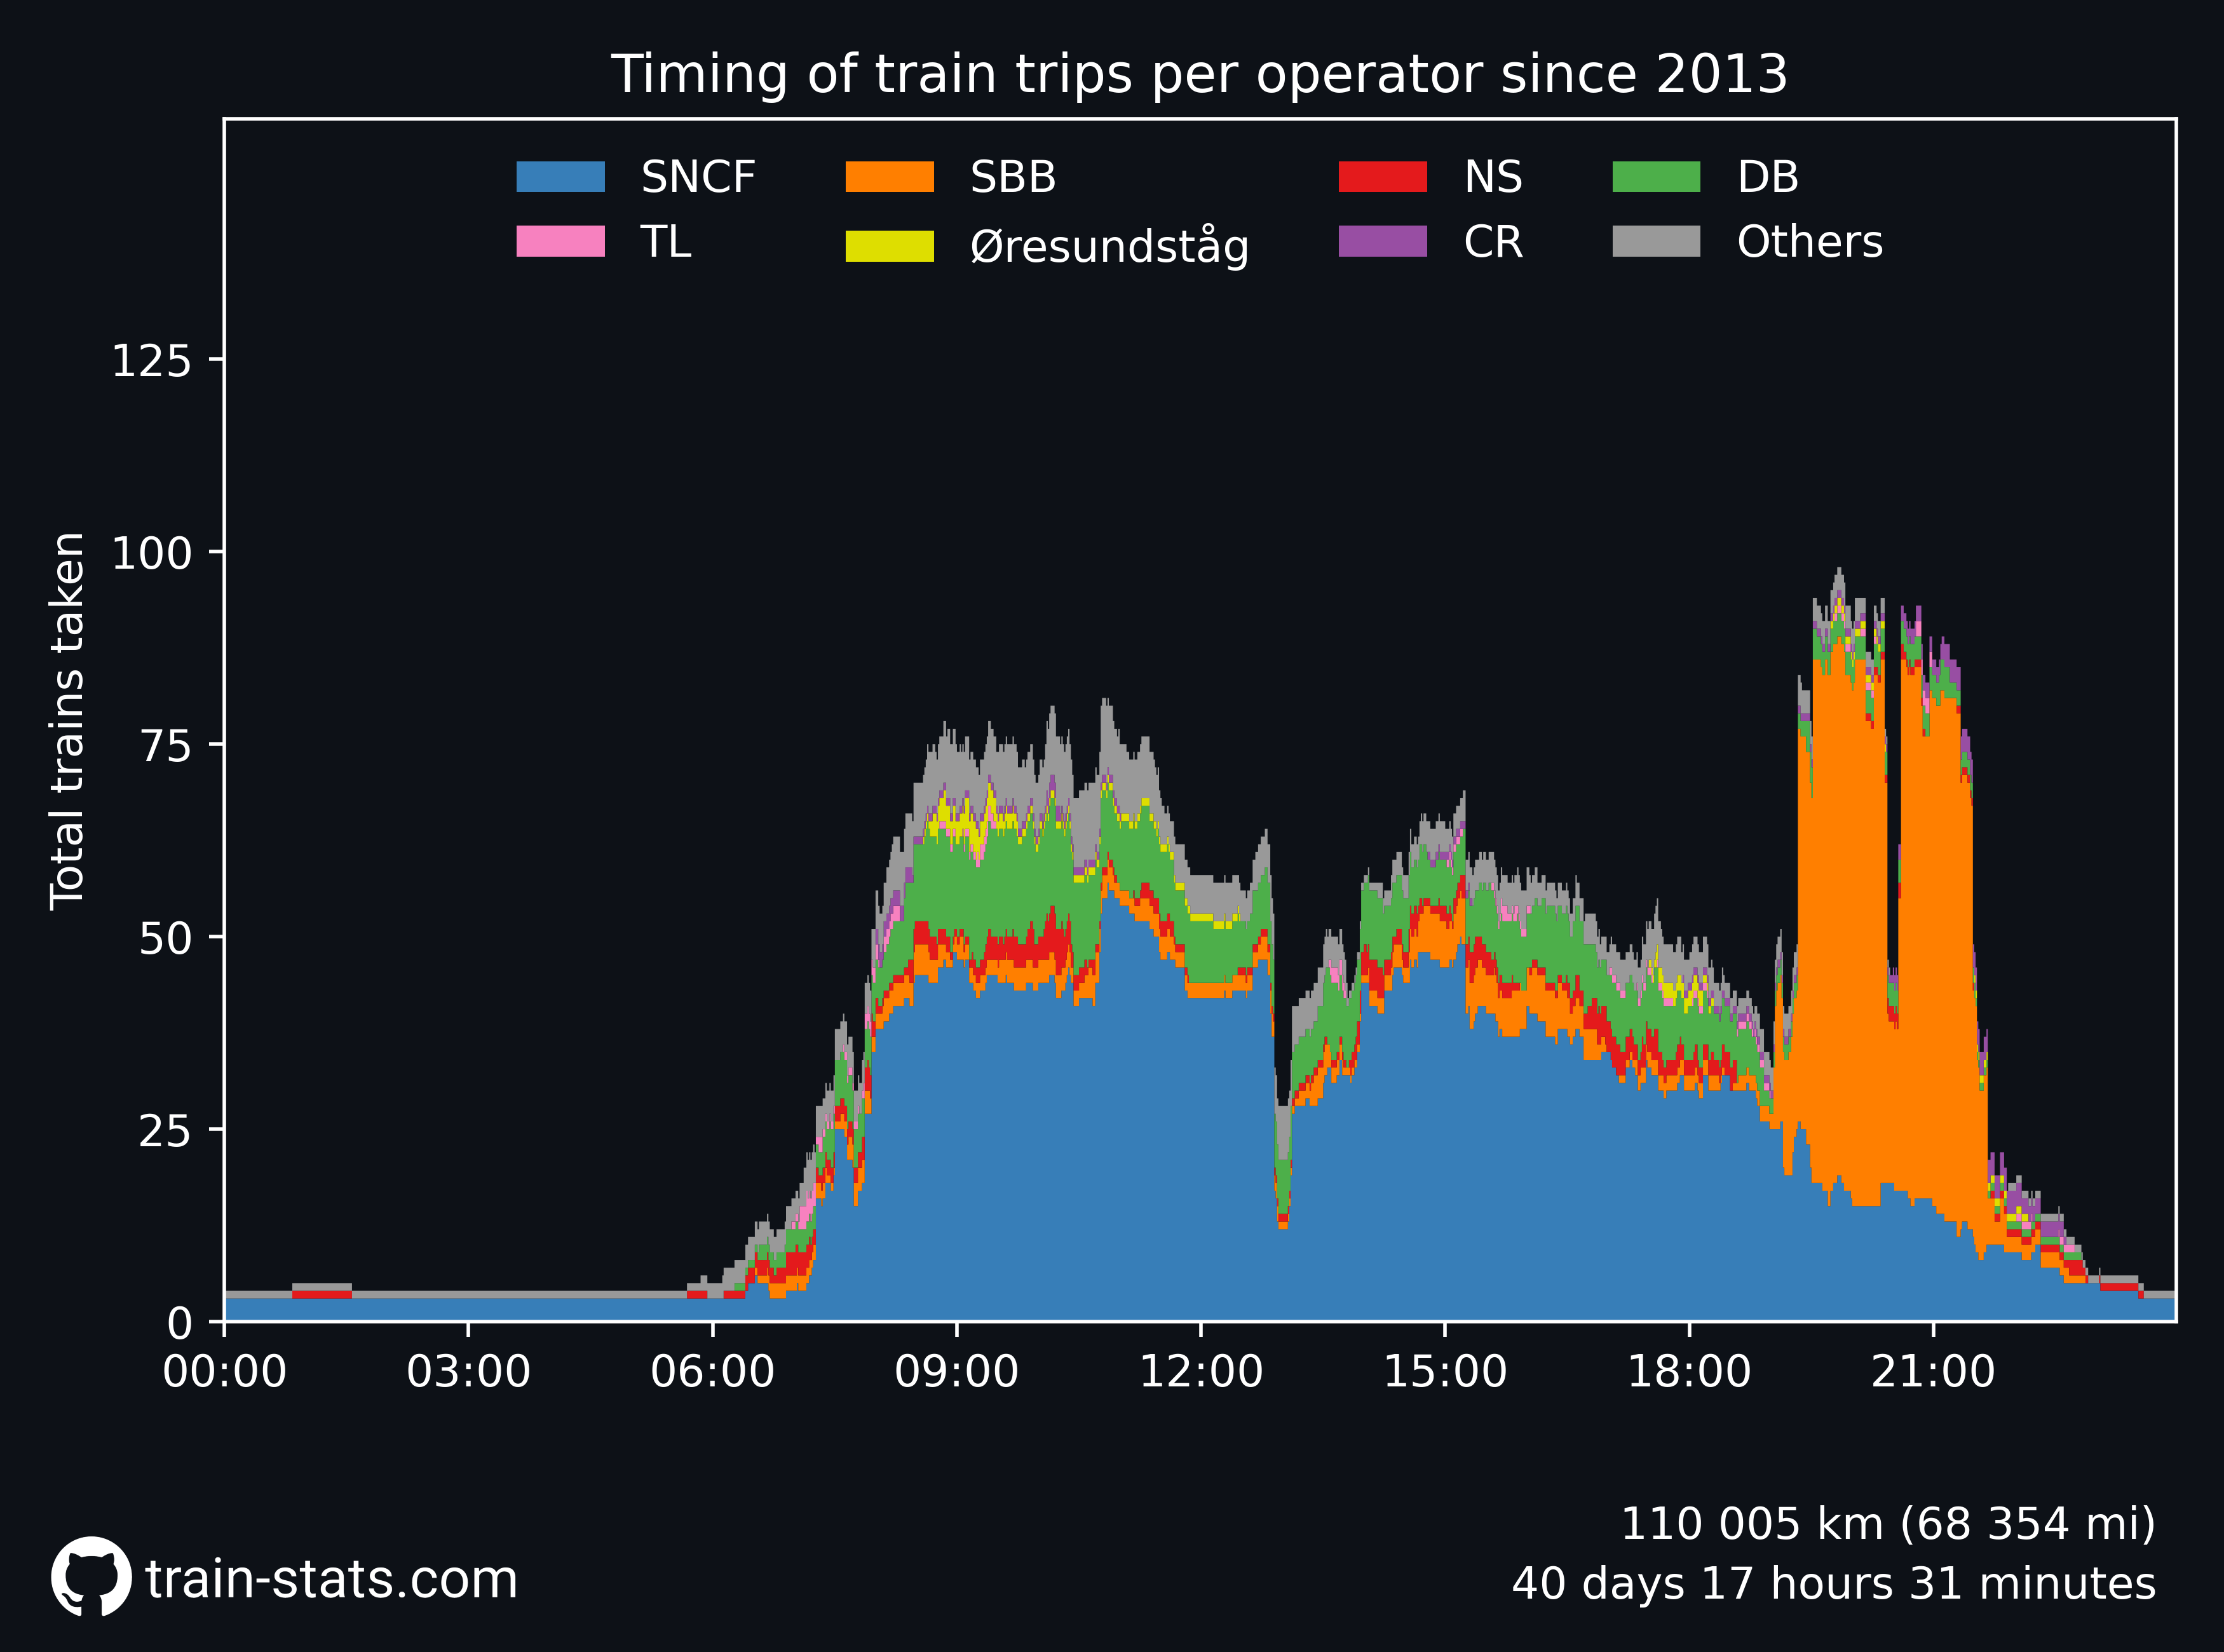 Timing of train trips per operator since 2013
SNCF SBB NS DB
TL Øresundståg CR Others
Total trains taken
125
100
75
50
25
0
00:00 03:00 06:00 09:00 12:00 15:00 18:00 21:00
110 005 km (68 354 mi)
train-stats.com
40 days 17 hours 31 minutes